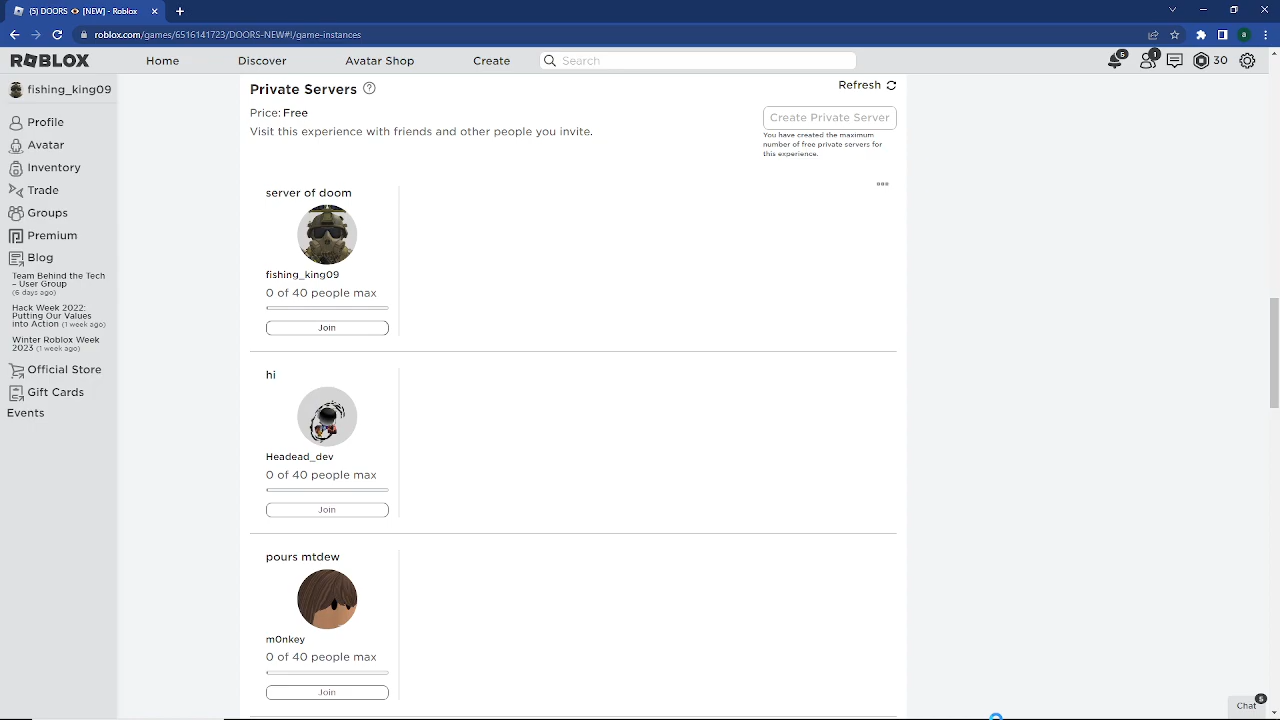 [5] DOORS 👁 [NEW] - Roblox
roblox.com/games/6516141723/DOORS-NEW#!/game-instances
a
ROBLOX
Home
Discover
Avatar Shop
Create
Search
5
1
30
fishing_king09
Profile
Avatar
Inventory
Trade
Groups
Premium
Blog
Team Behind the Tech
– User Group
(6 days ago)
Hack Week 2022:
Putting Our Values
into Action (1 week ago)
Winter Roblox Week
2023 (1 week ago)
Official Store
Gift Cards
Events
Private Servers
Refresh
Price: Free
Visit this experience with friends and other people you invite.
Create Private Server
You have created the maximum
number of free private servers for
this experience.
server of doom
fishing_king09
0 of 40 people max
Join
hi
Headead_dev
0 of 40 people max
Join
pours mtdew
m0nkey
0 of 40 people max
Join
Chat
5